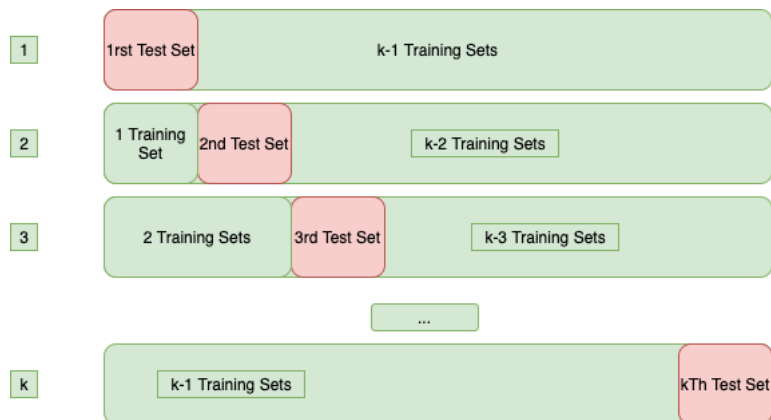 1
1rst Test Set
k-1 Training Sets
2
1 Training
Set
2nd Test Set
k-2 Training Sets
3
2 Training Sets
3rd Test Set
k-3 Training Sets
...
k
k-1 Training Sets
kTh Test Set